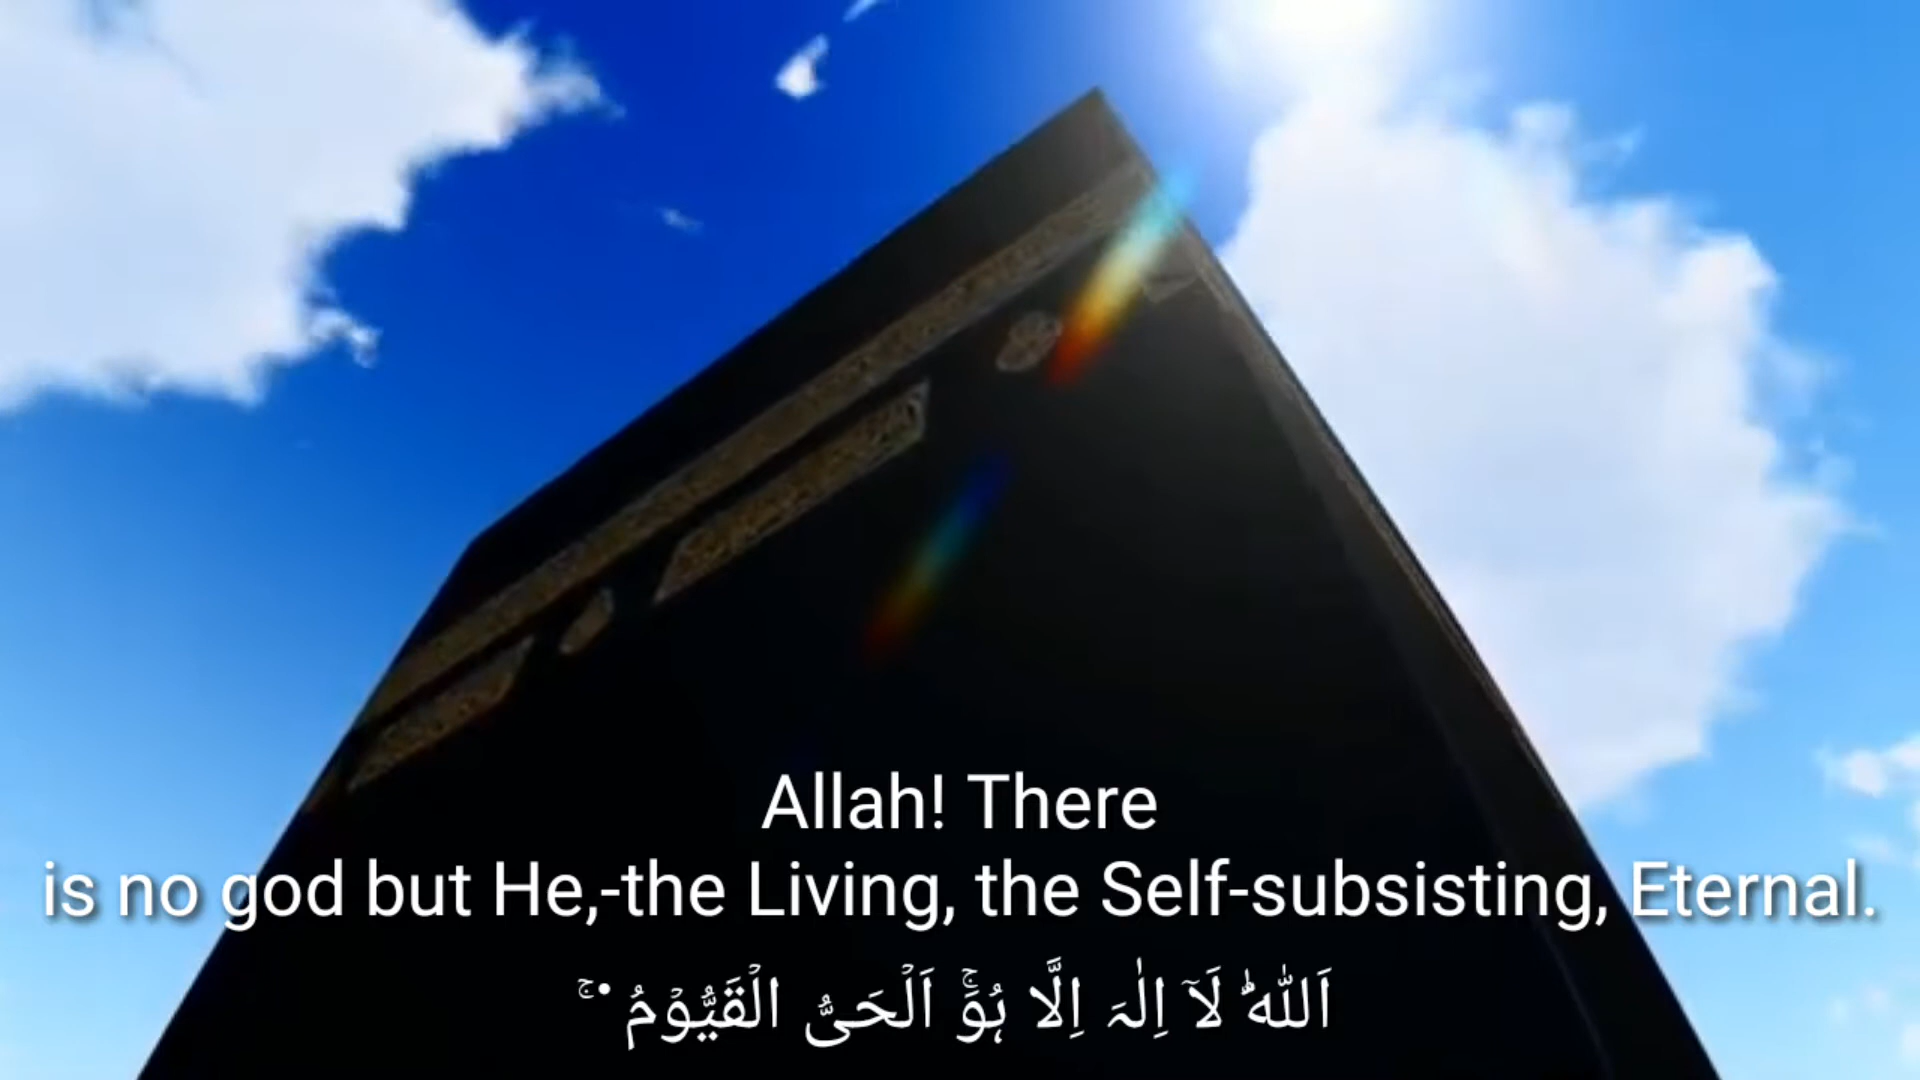 Allah! There
is no god but He,-the Living, the Self-subsisting, Eternal.
اَللّٰہُ لَاۤ اِلٰہَ اِلَّا ہُوَۚ اَلۡحَیُّ الۡقَیُّوۡمُ ۬ۚ